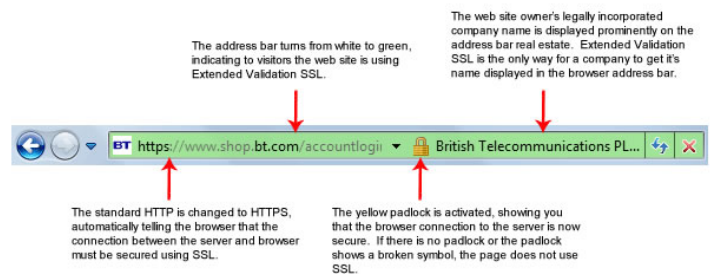 The web site owner's legally incorporated
company name is displayed prominently on the
address bar real estate. Extended Validation
SSL is the only way for a company to get it's
name displayed in the browser address bar.
The address bar turns from white to green,
indicating to visitors the web site is using
Extended Validation SSL.
BT https://www.shop.bt.com/accountlogii British Telecommunications PL...
The standard HTTP is changed to HTTPS,
automatically telling the browser that the
connection between the server and browser
must be secured using SSL.
The yellow padlock is activated, showing you
that the browser connection to the server is now
secure. If there is no padlock or the padlock
shows a broken symbol, the page does not use
SSL.